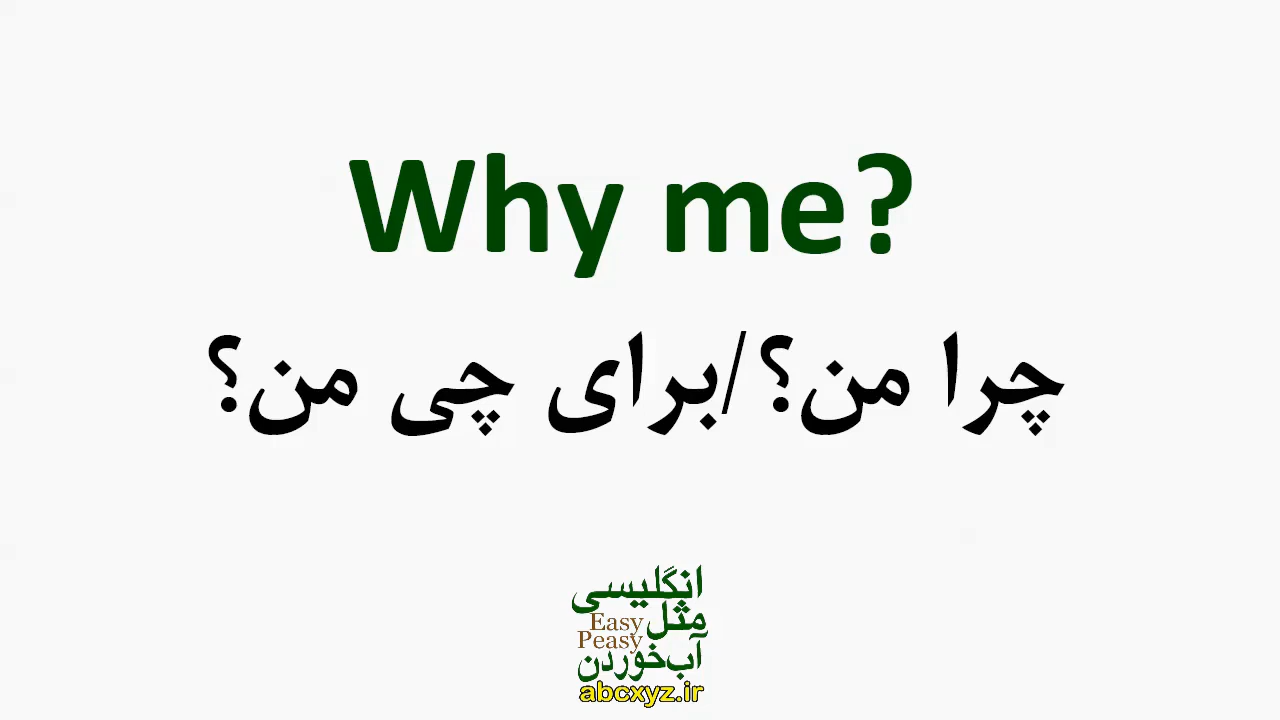 Why me?
چرا من؟/برای چی من؟
انگلیسی
مثل Easy
Peasy
آب‌خوردن
abcxyz.ir